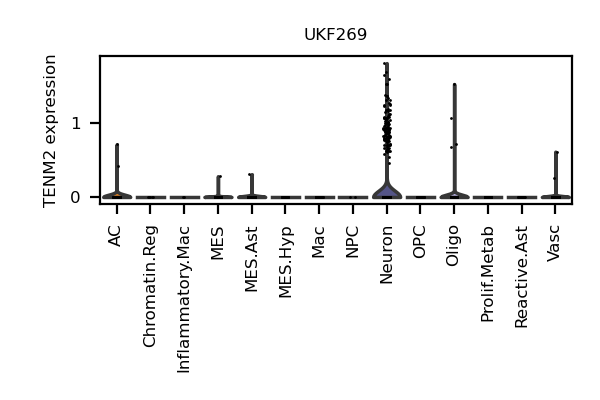 UKF269
TENM2 expression
1
0
AC
Chromatin.Reg
Inflammatory.Mac
MES
MES.Ast
MES.Hyp
Mac
NPC
Neuron
OPC
Oligo
Prolif.Metab
Reactive.Ast
Vasc